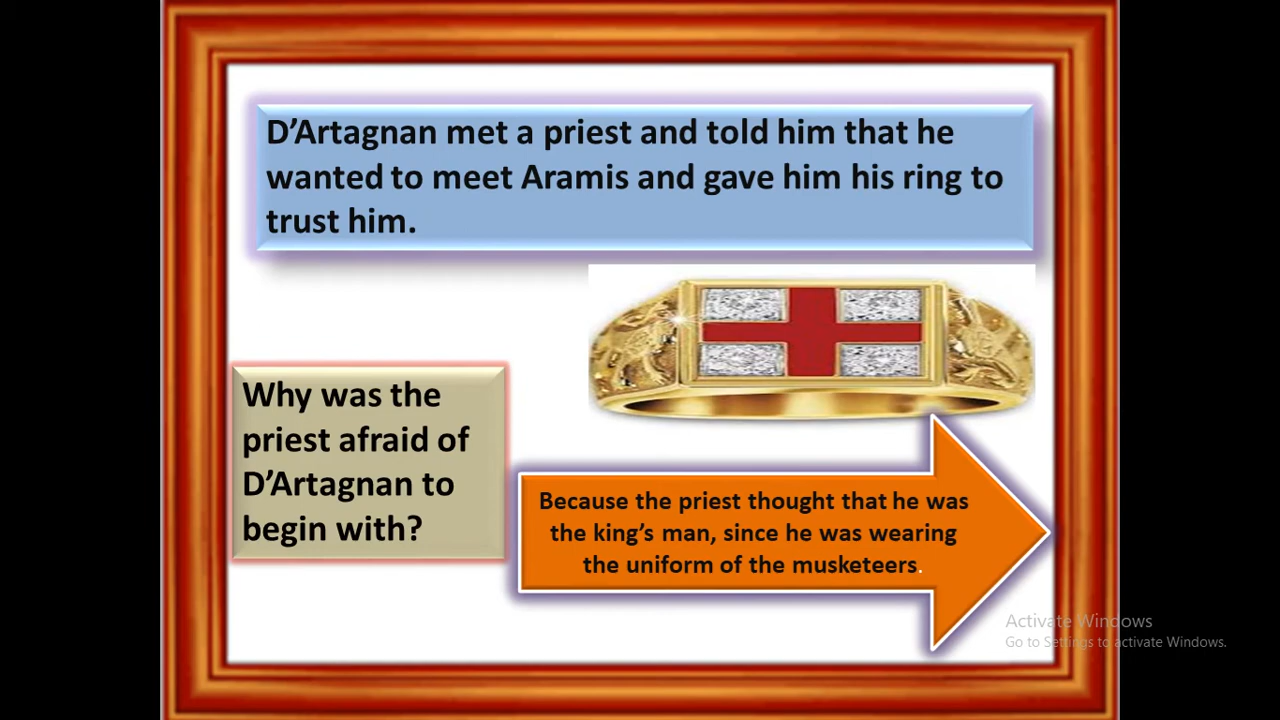 D’Artagnan met a priest and told him that he
wanted to meet Aramis and gave him his ring to
trust him.
Why was the
priest afraid of
D’Artagnan to
begin with?
Because the priest thought that he was
the king’s man, since he was wearing
the uniform of the musketeers.
Activate Windows
Go to Settings to activate Windows.